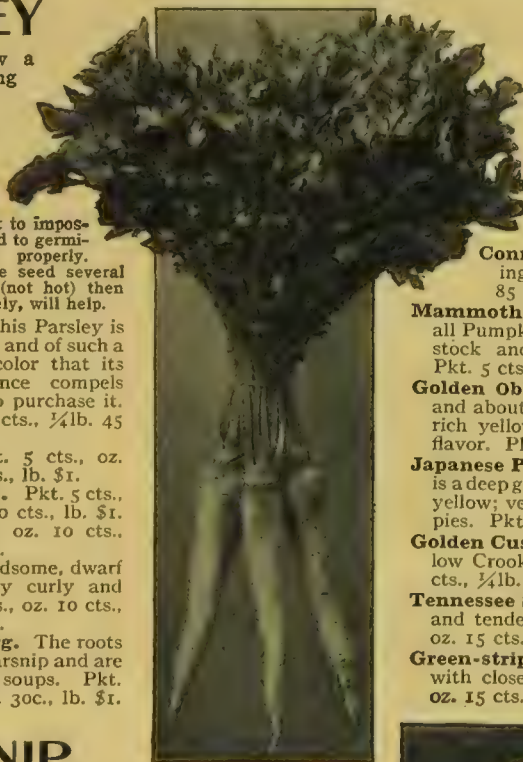 EY
w a
ng
t to impos-
d to germi-
properly.
e seed several
(not hot) then
ely, will help.
his Parsley is
and of such a
color that its
nce compels
o purchase it.
cts., ¼lb. 45
t. 5 cts., oz.
s., lb. $1.
. Pkt. 5 cts.,
o cts., lb. $1.
oz. 10 cts.,
dsome, dwarf
y curly and
s., oz. 10 cts.,
rg. The roots
arsnip and are
soups. Pkt.
. 30c., lb. $1.
NIP
Conn
ing
85
Mammoth
all Pumpk
stock and
Pkt. 5 cts
Golden Ob
and about
rich yellow
flavor. Pl
Japanese P
is a deep g
yellow; ve
pies. Pkt
Golden Cus
low Crook
cts., ¼lb.
Tennessee
and tende
oz. 15 cts.
Green-strip
with close
oz. 15 cts.